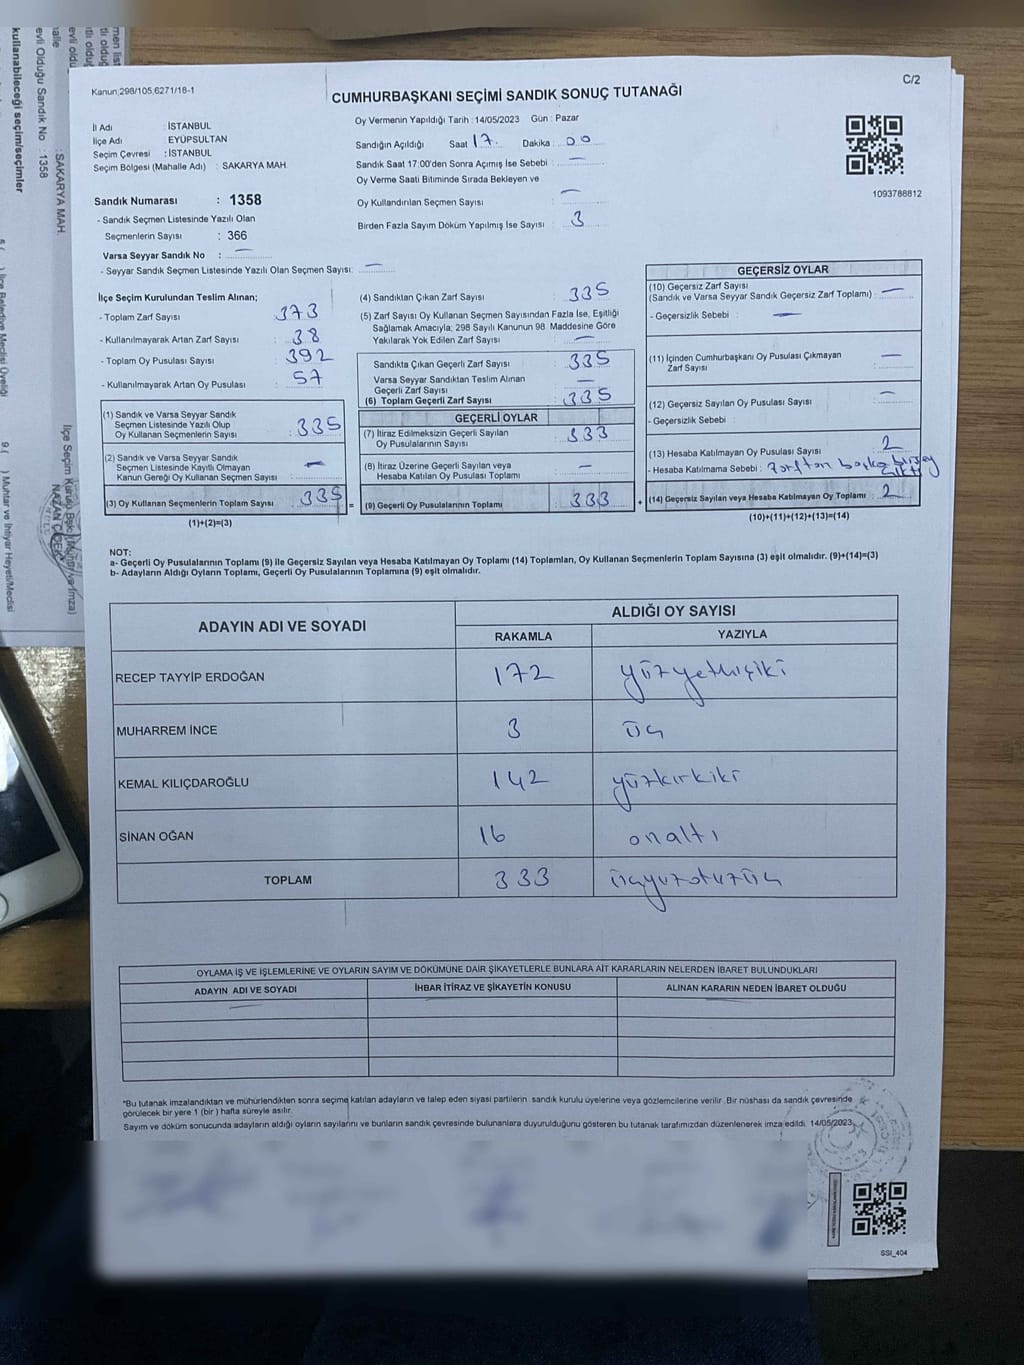 Kanun;298/105,6271/18-1
C/2
CUMHURBAŞKANI SEÇİMİ SANDIK SONUÇ TUTANAĞI
İl Adı : İSTANBUL
İlçe Adı : EYÜPSULTAN
Seçim Çevresi : İSTANBUL
Seçim Bölgesi (Mahalle Adı) : SAKARYA MAH.
Oy Vermenin Yapıldığı Tarih : 14/05/2023 Gün : Pazar
Sandığın Açıldığı Saat 17. Dakika : 00
Sandık Saat 17:00'den Sonra Açımış İse Sebebi : —
Oy Verme Saati Bitiminde Sırada Bekleyen ve
Oy Kullandırılan Seçmen Sayısı : —
Birden Fazla Sayım Döküm Yapılmış İse Sayısı : 3
1093788812
Sandık Numarası : 1358
- Sandık Seçmen Listesinde Yazılı Olan
Seçmenlerin Sayısı : 366
Varsa Seyyar Sandık No : —
- Seyyar Sandık Seçmen Listesinde Yazılı Olan Seçmen Sayısı: —
İlçe Seçim Kurulundan Teslim Alınan;
- Toplam Zarf Sayısı : 373
- Kullanılmayarak Artan Zarf Sayısı : 38
- Toplam Oy Pusulası Sayısı : 392
- Kullanılmayarak Artan Oy Pusulası : 57
(1) Sandık ve Varsa Seyyar Sandık
Seçmen Listesinde Yazılı Olup
Oy Kullanan Seçmenlerin Sayısı : 335
(2) Sandık ve Varsa Seyyar Sandık
Seçmen Listesinde Kayıtlı Olmayan
Kanun Gereği Oy Kullanan Seçmen Sayısı : —
(3) Oy Kullanan Seçmenlerin Toplam Sayısı : 335
(1)+(2)=(3)
(4) Sandıktan Çıkan Zarf Sayısı : 335
(5) Zarf Sayısı Oy Kullanan Seçmen Sayısından Fazla İse, Eşitliği
Sağlamak Amacıyla; 298 Sayılı Kanunun 98. Maddesine Göre
Yakılarak Yok Edilen Zarf Sayısı : —
Sandıkta Çıkan Geçerli Zarf Sayısı : 335
Varsa Seyyar Sandıktan Teslim Alınan
Geçerli Zarf Sayısı : —
(6) Toplam Geçerli Zarf Sayısı : 335
GEÇERLİ OYLAR
(7) İtiraz Edilmeksizin Geçerli Sayılan
Oy Pusulalarının Sayısı : 333
(8) İtiraz Üzerine Geçerli Sayılan veya
Hesaba Katılan Oy Pusulası Toplamı : —
= (9) Geçerli Oy Pusulalarının Toplamı : 333 +
GEÇERSİZ OYLAR
(10) Geçersiz Zarf Sayısı
(Sandık ve Varsa Seyyar Sandık Geçersiz Zarf Toplamı) : —
- Geçersizlik Sebebi : —
(11) İçinden Cumhurbaşkanı Oy Pusulası Çıkmayan
Zarf Sayısı : —
(12) Geçersiz Sayılan Oy Pusulası Sayısı : —
- Geçersizlik Sebebi :
(13) Hesaba Katılmayan Oy Pusulası Sayısı : 2
- Hesaba Katılmama Sebebi : zarftan başka birşey
çıktı
(14) Geçersiz Sayılan veya Hesaba Katılmayan Oy Toplamı : 2
(10)+(11)+(12)+(13)=(14)
NOT:
a- Geçerli Oy Pusulalarının Toplamı (9) ile Geçersiz Sayılan veya Hesaba Katılmayan Oy Toplamı (14) Toplamları, Oy Kullanan Seçmenlerin Toplam Sayısına (3) eşit olmalıdır. (9)+(14)=(3)
b- Adayların Aldığı Oyların Toplamı, Geçerli Oy Pusulalarının Toplamına (9) eşit olmalıdır.
ADAYIN ADI VE SOYADI ALDIĞI OY SAYISI
RAKAMLA YAZIYLA
RECEP TAYYİP ERDOĞAN 172 yüzyetmişiki
MUHARREM İNCE 3 üç
KEMAL KILIÇDAROĞLU 142 yüzkırkiki
SİNAN OĞAN 16 onaltı
TOPLAM 333 üçyüzotuzüç
OYLAMA İŞ VE İŞLEMLERİNE VE OYLARIN SAYIM VE DÖKÜMÜNE DAİR ŞİKAYETLERLE BUNLARA AİT KARARLARIN NELERDEN İBARET BULUNDUKLARI
ADAYIN ADI VE SOYADI İHBAR İTİRAZ VE ŞİKAYETİN KONUSU ALINAN KARARIN NEDEN İBARET OLDUĞU
*Bu tutanak imzalandıktan ve mühürlendikten sonra seçime katılan adayların ve talep eden siyasi partilerin sandık kurulu üyelerine veya gözlemcilerine verilir. Bir nüshası da sandık çevresinde
görülecek bir yere 1 (bir ) hafta süreyle asılır.
Sayım ve döküm sonucunda adayların aldığı oyların sayılarını ve bunların sandık çevresinde bulunanlara duyurulduğunu gösteren bu tutanak tarafımızdan düzenlenerek imza edildi. 14/05/2023
SSI_404
kullanabileceği seçim/seçimler
evli Olduğu Sandık No : 1358
: SAKARYA MAH.
) İlçe Belediye Meclisi Üyeliği
9.( ) Muhtar ve İhtiyar Heyeti/Meclisi